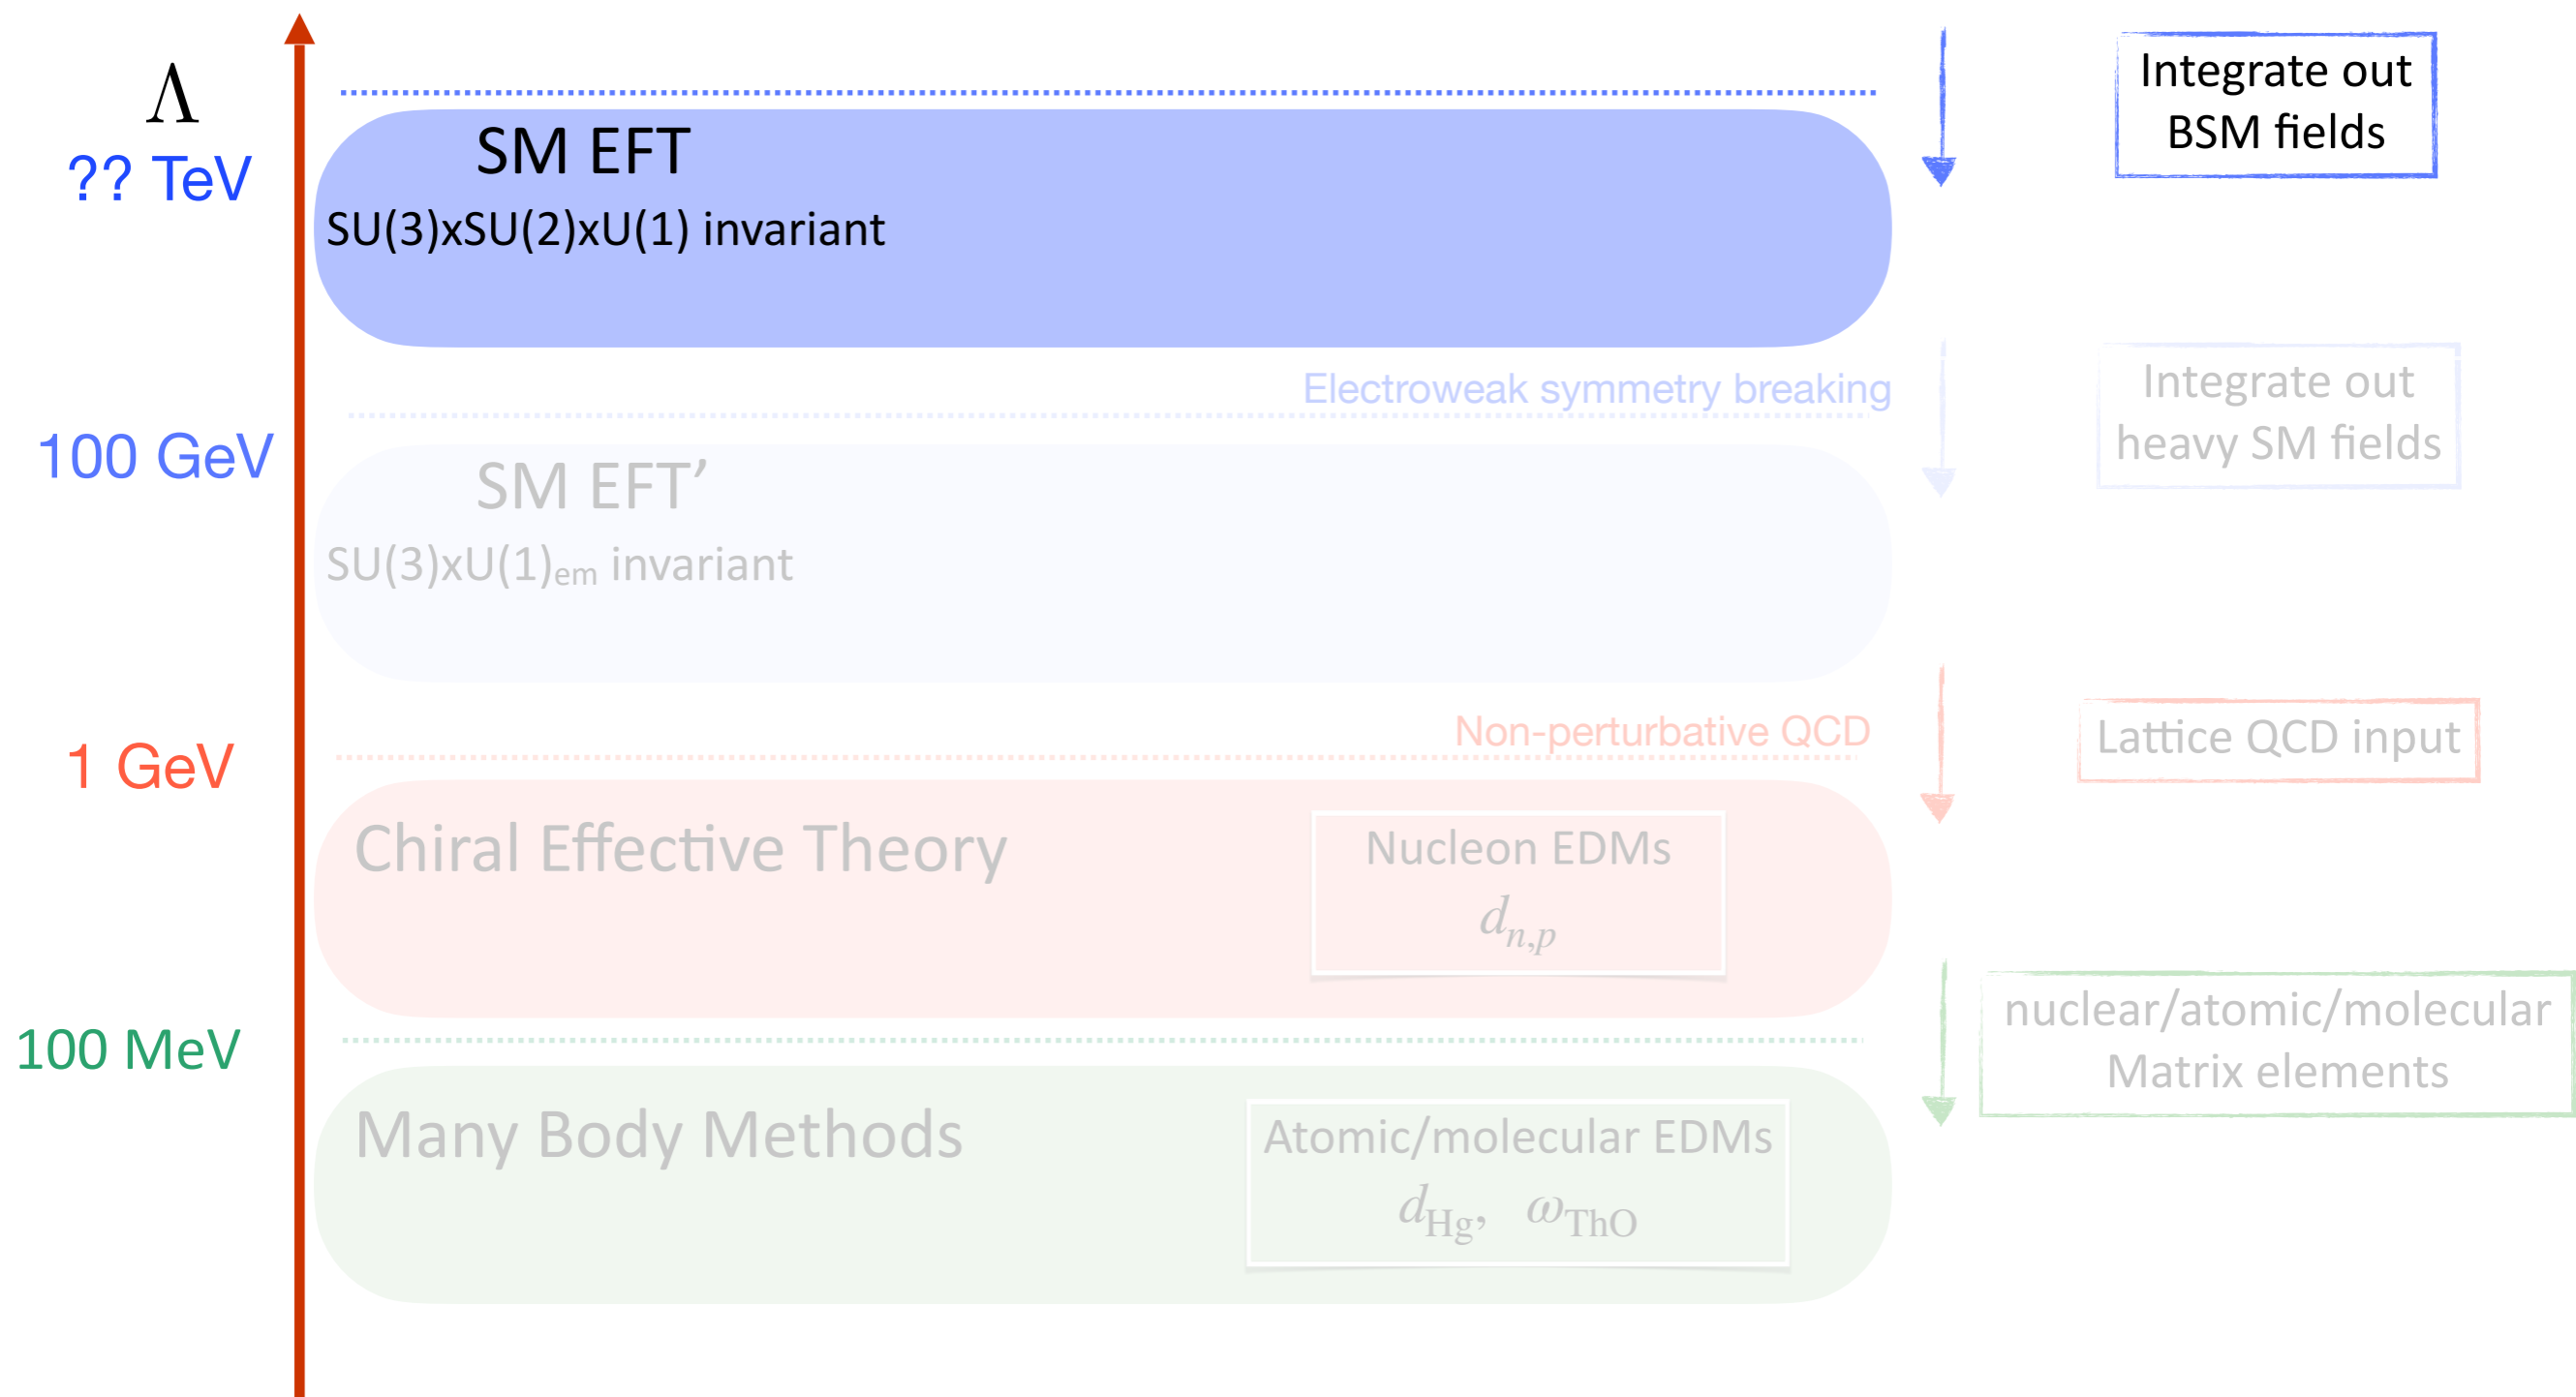 Λ
?? TeV
SM EFT
SU(3)xSU(2)xU(1) invariant
Integrate out
BSM fields
Electroweak symmetry breaking
100 GeV
SM EFT’
SU(3)xU(1)em invariant
Integrate out
heavy SM fields
Non-perturbative QCD
1 GeV
Lattice QCD input
Chiral Effective Theory
Nucleon EDMs
dn,p
100 MeV
nuclear/atomic/molecular
Matrix elements
Many Body Methods
Atomic/molecular EDMs
dHg, ωThO